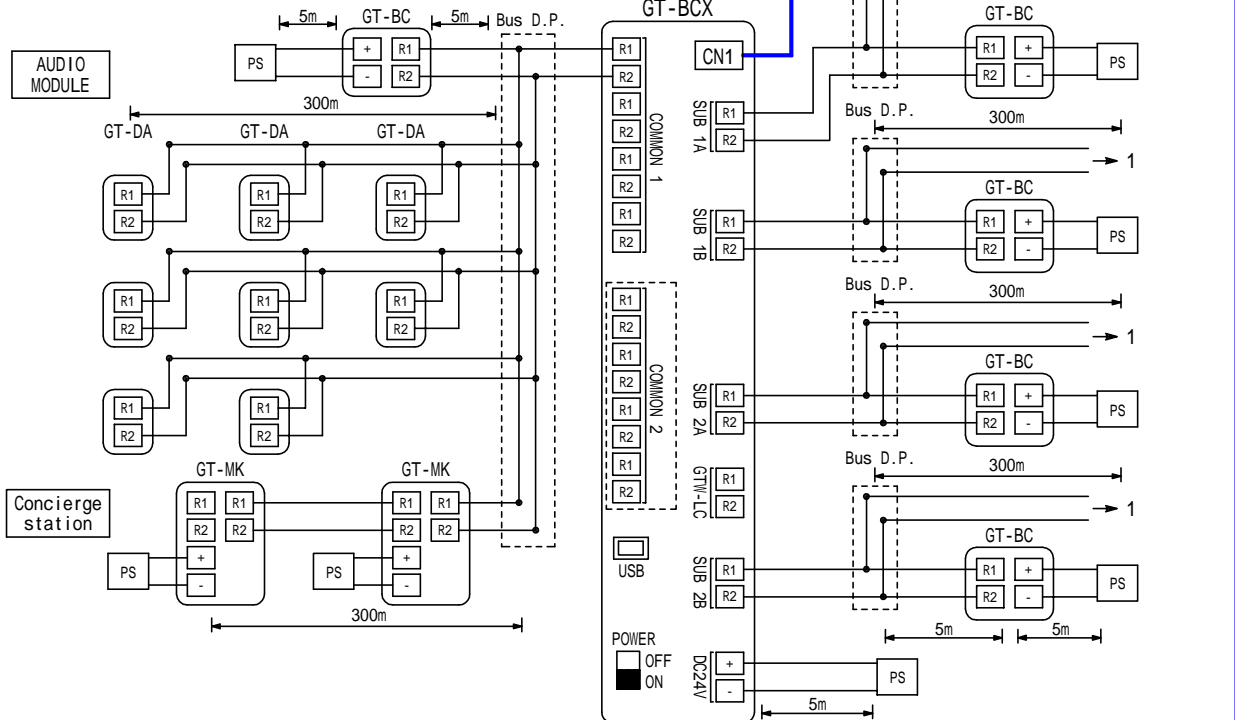 5m
GT-BC
5m
Bus D.P.
GT-BCX
GT-BC
AUDIO
MODULE
PS
+
R1
-
R2
R1
R2
R1
R2
R1
R2
R1
R2
COMMON 1
CN1
R1
+
R2
-
PS
SUB 1A
R1
R2
Bus D.P.
300m
300m
GT-DA
GT-DA
GT-DA
R1
R2
R1
R2
R1
R2
1
GT-BC
SUB 1B
R1
R2
R1
+
R2
-
PS
Bus D.P.
300m
R1
R2
R1
R2
R1
R2
R1
R2
R1
R2
R1
R2
R1
R2
COMMON 2
1
GT-BC
SUB 2A
R1
R2
R1
+
R2
-
PS
R1
R2
R1
R2
Bus D.P.
300m
GT-MK
GT-MK
Concierge
station
R1
R1
R2
R2
+
-
PS
R1
R1
R2
R2
+
-
PS
300m
GTW-LC
R1
R2
1
GT-BC
USB
SUB 2B
R1
R2
R1
+
R2
-
PS
5m
5m
POWER
OFF
ON
DC24V
+
-
PS
5m